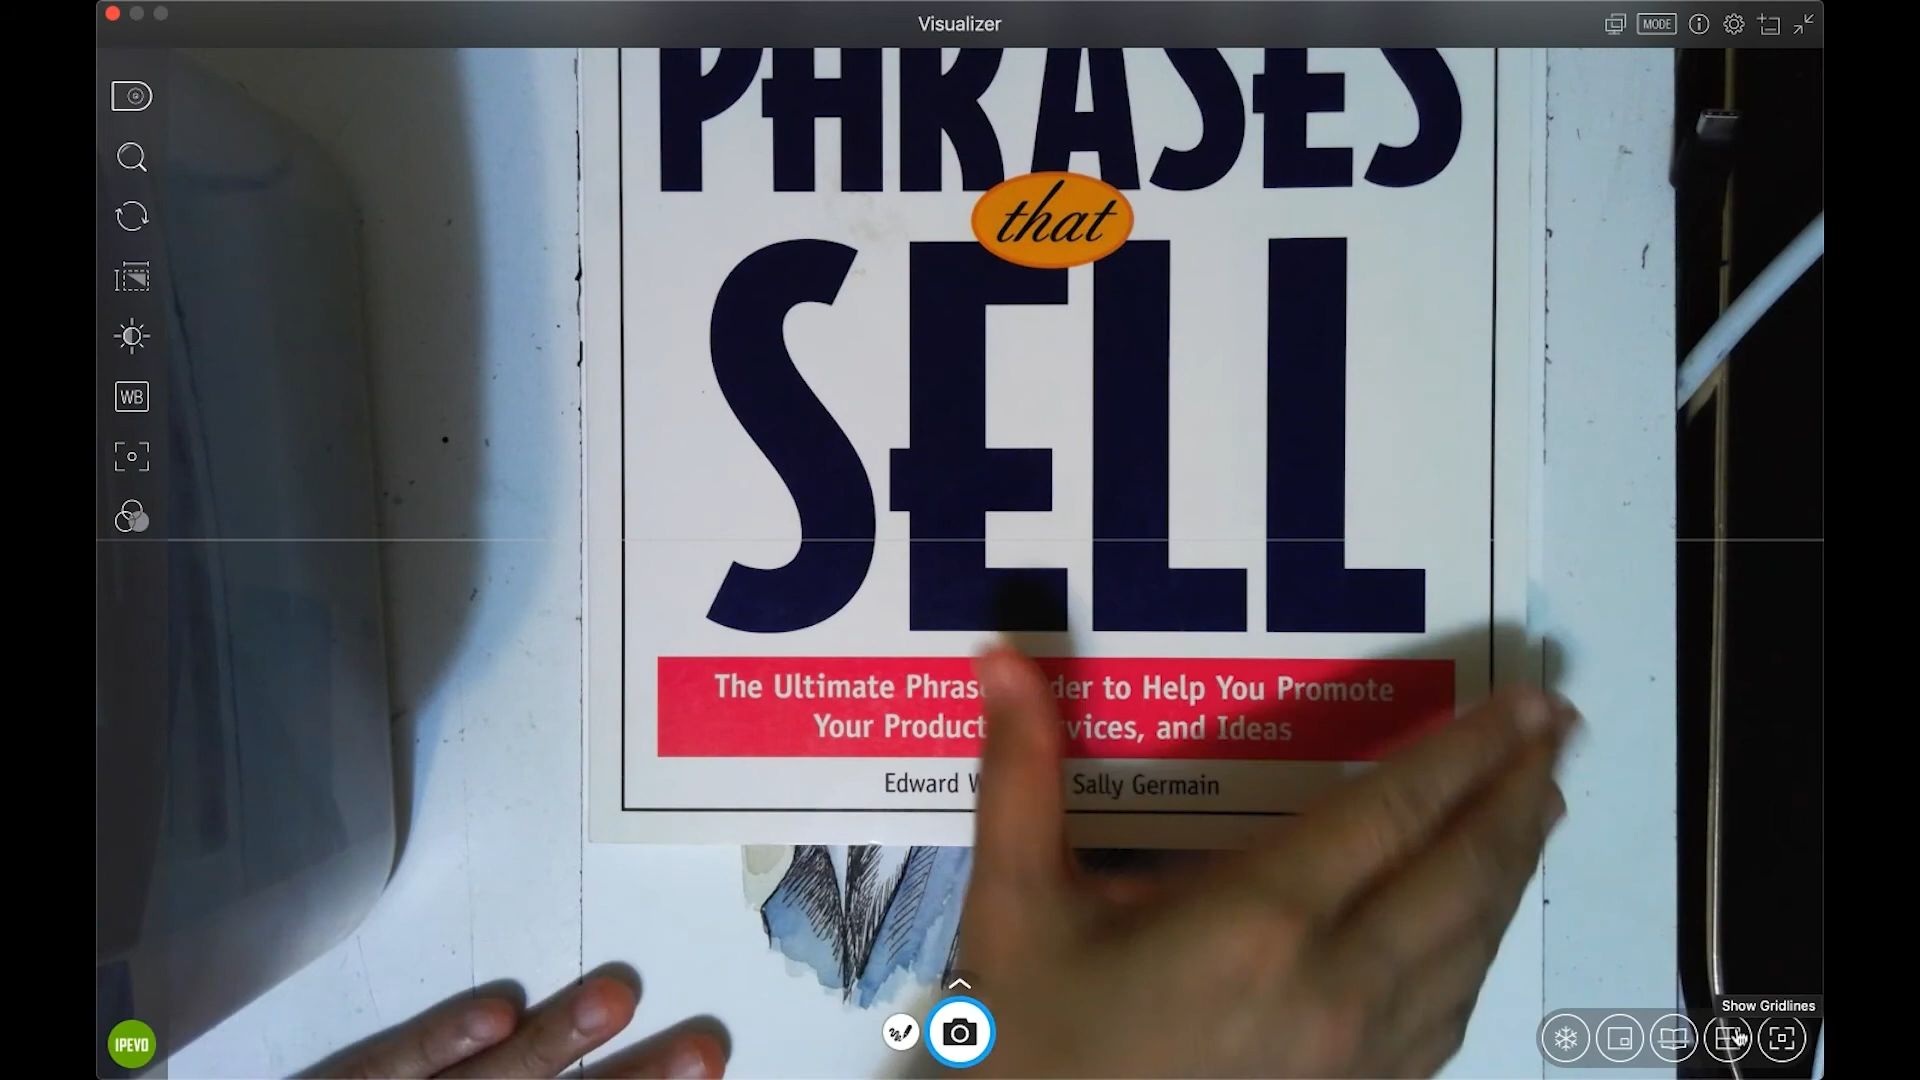 Visualizer
MODE
PHRASES
that
SELL
The Ultimate Phras der to Help You Promote
Your Product vices, and Ideas
Edward W Sally Germain
WB
Show Gridlines
IPEVO